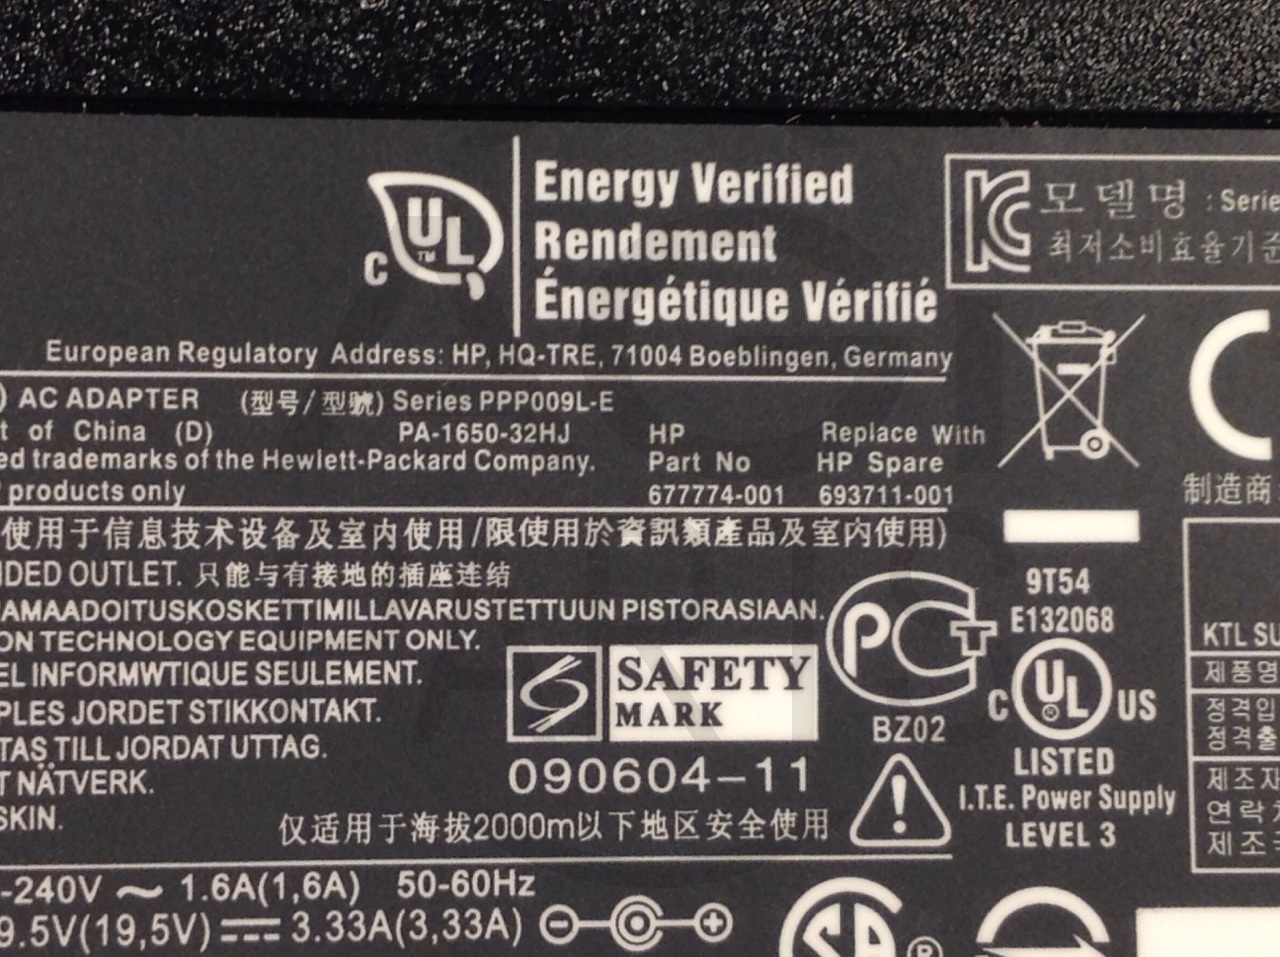 UL
TM
C
Energy Verified
Rendement
Énergétique Vérifié
모델명 : Serie
최저소비효율기준
European Regulatory Address: HP, HQ-TRE, 71004 Boeblingen, Germany
) AC ADAPTER (型号/型號) Series PPP009L-E
t of China (D) PA-1650-32HJ HP Replace With
ed trademarks of the Hewlett-Packard Company. Part No HP Spare
products only 677774-001 693711-001
制造商
使用于信息技术设备及室内使用/限使用於資訊類產品及室内使用)
DED OUTLET. 只能与有接地的插座连结
AMAADOITUSKOSKETTIMILLAVARUSTETTUUN PISTORASIAAN.
ON TECHNOLOGY EQUIPMENT ONLY.
EL INFORMWTIQUE SEULEMENT.
PLES JORDET STIKKONTAKT.
TAS TILL JORDAT UTTAG.
T NÄTVERK.
SKIN.
S SAFETY
MARK
090604-11
仅适用于海拔2000m以下地区安全使用
PCT
BZ02
9T54
E132068
C UL ® US
LISTED
I.T.E. Power Supply
LEVEL 3
KTL SU
제품명
정격입
정격출
제조자
연락
제조
-240V ~ 1.6A(1,6A) 50-60Hz
9.5V(19,5V) ⎓ 3.33A(3,33A)
SA ®